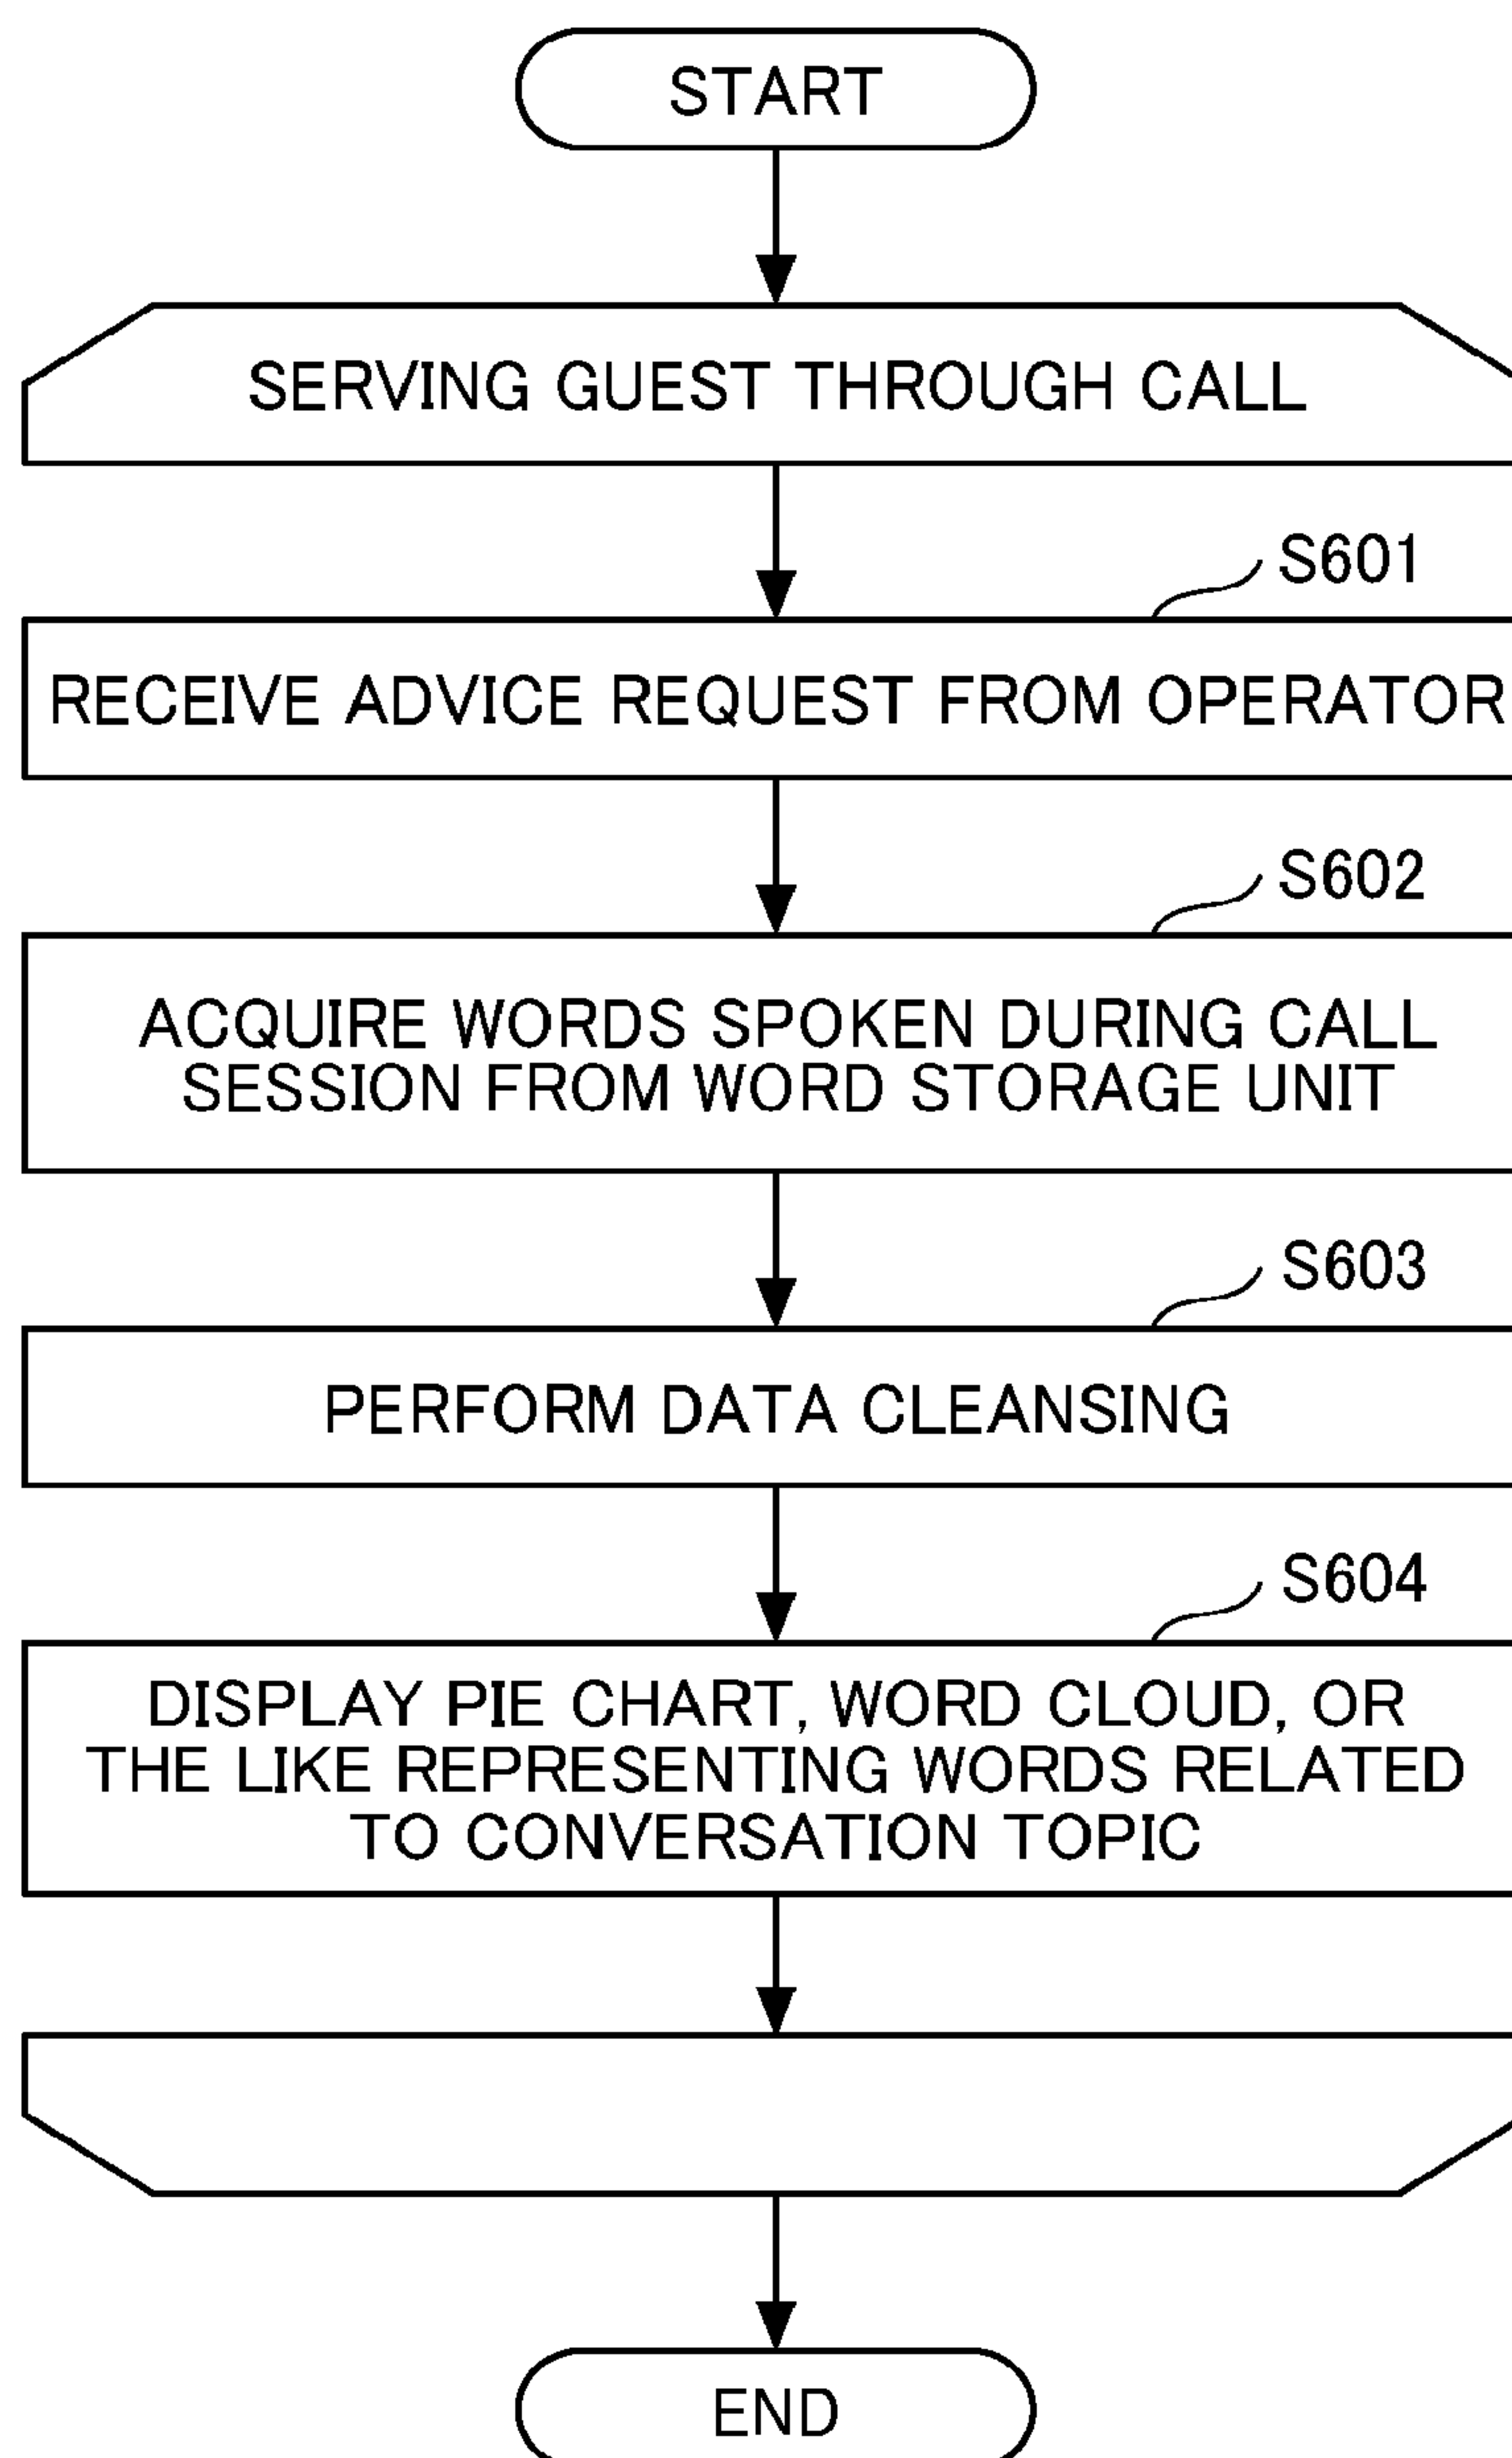 START
SERVING GUEST THROUGH CALL
S601
RECEIVE ADVICE REQUEST FROM OPERATOR
S602
ACQUIRE WORDS SPOKEN DURING CALL
SESSION FROM WORD STORAGE UNIT
S603
PERFORM DATA CLEANSING
S604
DISPLAY PIE CHART, WORD CLOUD, OR
THE LIKE REPRESENTING WORDS RELATED
TO CONVERSATION TOPIC
END